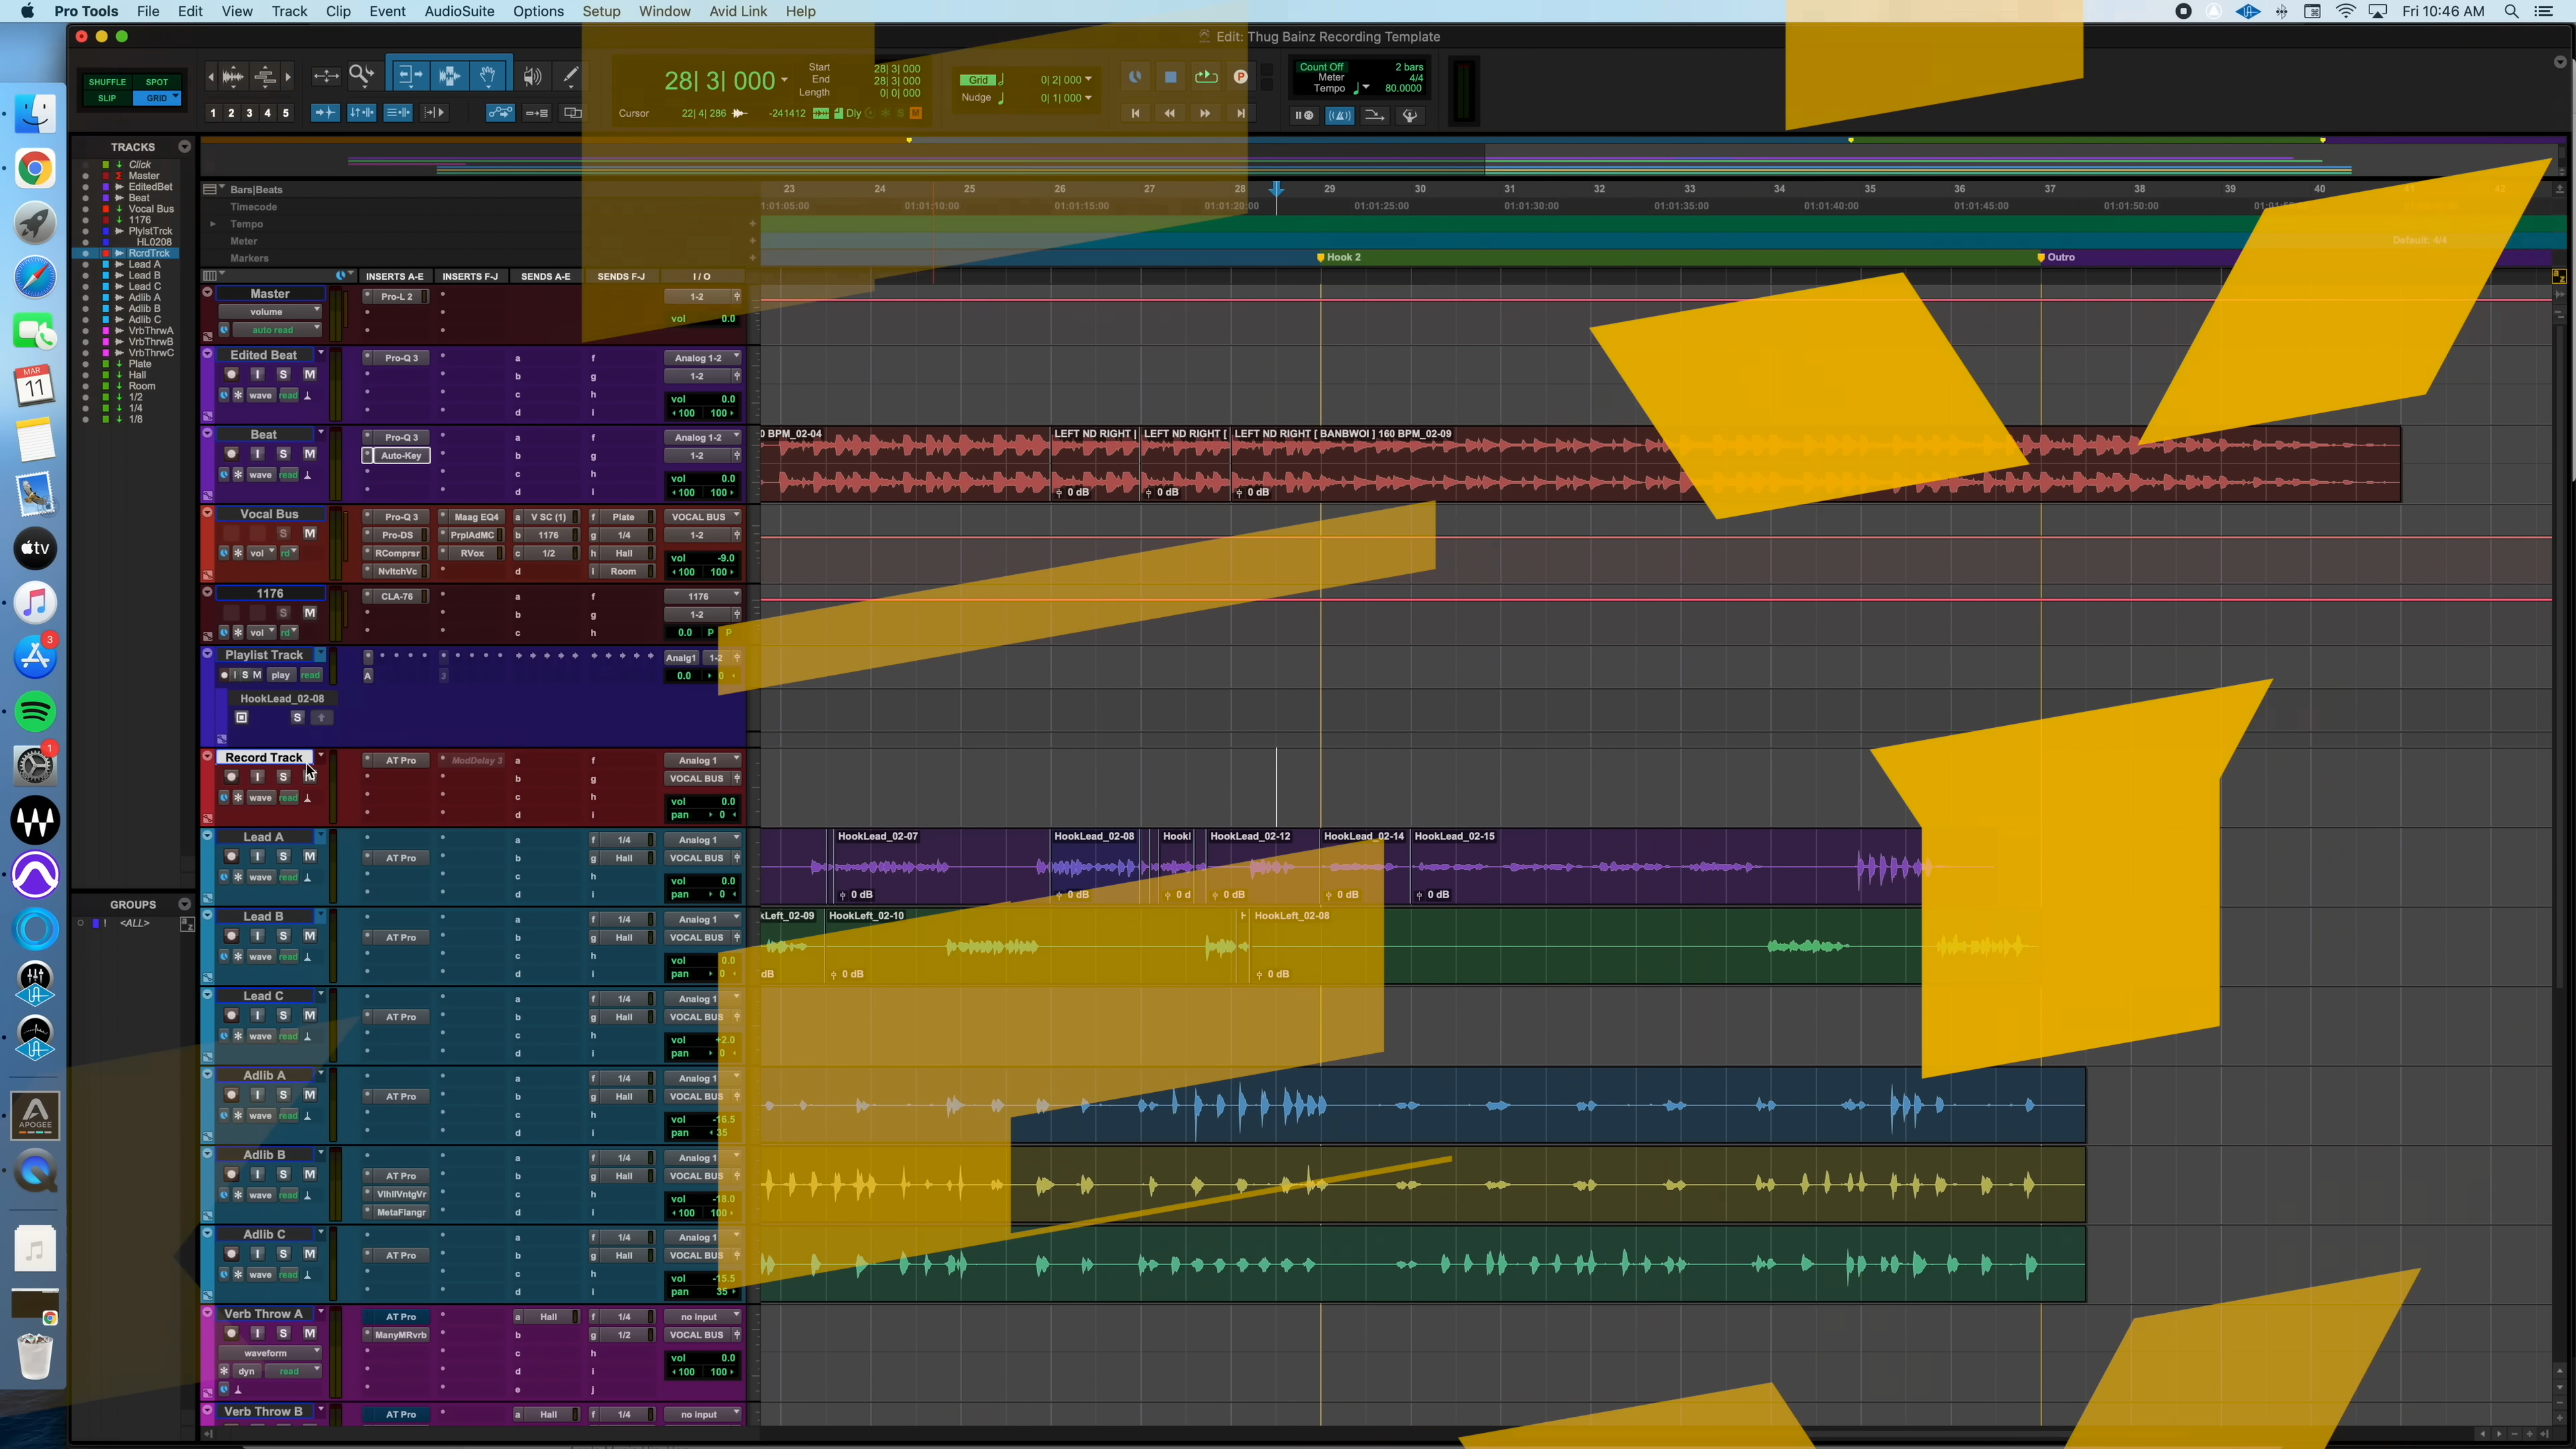 Pro Tools File Edit View Track Clip Event AudioSuite Options Setup Window Avid Link Help
Fri 10:46 AM
Edit: Thug Bainz Recording Template
SHUFFLE SPOT
SLIP GRID
1 2 3 4 5
28| 3| 000
Start 28| 3| 000
End 28| 3| 000
Length 0| 0| 000
Cursor 22| 4| 286 -241412 Dly S M
Grid 0| 2| 000
Nudge 0| 1| 000
P
Count Off 2 bars
Meter 4/4
Tempo 80.0000
TRACKS
Click
Master
EditedBet
Beat
Vocal Bus
1176
PlylstTrck
HL0208
RcrdTrck
Lead A
Lead B
Lead C
Adlib A
Adlib B
Adlib C
VrbThrwA
VrbThrwB
VrbThrwC
Plate
Hall
Room
1/2
1/4
1/8
GROUPS
! <ALL>
Bars|Beats 23 24 25 26 27 28 29 30 31 32 33 34 35 36 37 38 39 40 41 42
Timecode 01:01:05:00 01:01:10:00 01:01:15:00 01:01:20:00 01:01:25:00 01:01:30:00 01:01:35:00 01:01:40:00 01:01:45:00 01:01:50:00
Tempo
Meter Default: 4/4
Markers Hook 2 Outro
INSERTS A-E INSERTS F-J SENDS A-E SENDS F-J I / O
Master Pro-L 2 1-2
volume
auto read vol 0.0
Edited Beat Pro-Q 3 a f Analog 1-2
I S M b g 1-2
wave read c h vol 0.0
d i 100 100
Beat Pro-Q 3 a f Analog 1-2
I S M Auto-Key b g 1-2
wave read c h vol 0.0
d i 100 100
0 BPM_02-04 LEFT ND RIGHT | LEFT ND RIGHT [ LEFT ND RIGHT [ BANBWOI ] 160 BPM_02-09
0 dB 0 dB 0 dB
Vocal Bus Pro-Q 3 Maag EQ4 a V SC (1) f Plate VOCAL BUS
S M Pro-DS PrplAdMC b 1176 g 1/4 1-2
vol rd RComprsr RVox c 1/2 h Hall vol -9.0
NvltchVc d i Room 100 100
1176 CLA-76 a f 1176
S M b g 1-2
vol rd c h 0.0 P P
Playlist Track Analg1 1-2
I S M play read A 3 0.0 0
HookLead_02-08
S
Record Track AT Pro ModDelay 3 a f Analog 1
I S M b g VOCAL BUS
wave read c h vol 0.0
d i pan 0
Lead A a f 1/4 Analog 1
I S M AT Pro b g Hall VOCAL BUS
wave read c h vol 0.0
d i pan 0
HookLead_02-07 HookLead_02-08 Hookl HookLead_02-12 HookLead_02-14 HookLead_02-15
0 dB 0 dB 0 d 0 dB 0 dB 0 dB
Lead B a f 1/4 Analog 1
I S M AT Pro b g Hall VOCAL BUS
wave read c h vol 0.0
d i pan 0
kLeft_02-09 HookLeft_02-10 HookLeft_02-08
dB 0 dB 0 dB
Lead C a f 1/4 Analog 1
I S M AT Pro b g Hall VOCAL BUS
wave read c h vol +2.0
d i pan 0
Adlib A a f 1/4 Analog 1
I S M AT Pro b g Hall VOCAL BUS
wave read c h vol -16.5
d i pan 35
Adlib B a f 1/4 Analog 1
I S M AT Pro b g Hall VOCAL BUS
wave read VlhllVntgVr c h vol -18.0
MetaFlangr d i 100 100
Adlib C a f 1/4 Analog 1
I S M AT Pro b g Hall VOCAL BUS
wave read c h vol -15.5
d i pan 35
Verb Throw A AT Pro a Hall f 1/4 no input
I S M ManyMRvrb b g 1/2 VOCAL BUS
waveform c h vol 0.0
dyn read d i 100 100
e j
Verb Throw B AT Pro a Hall f 1/4 no input
MAR
11
tv
3
1
APOGEE